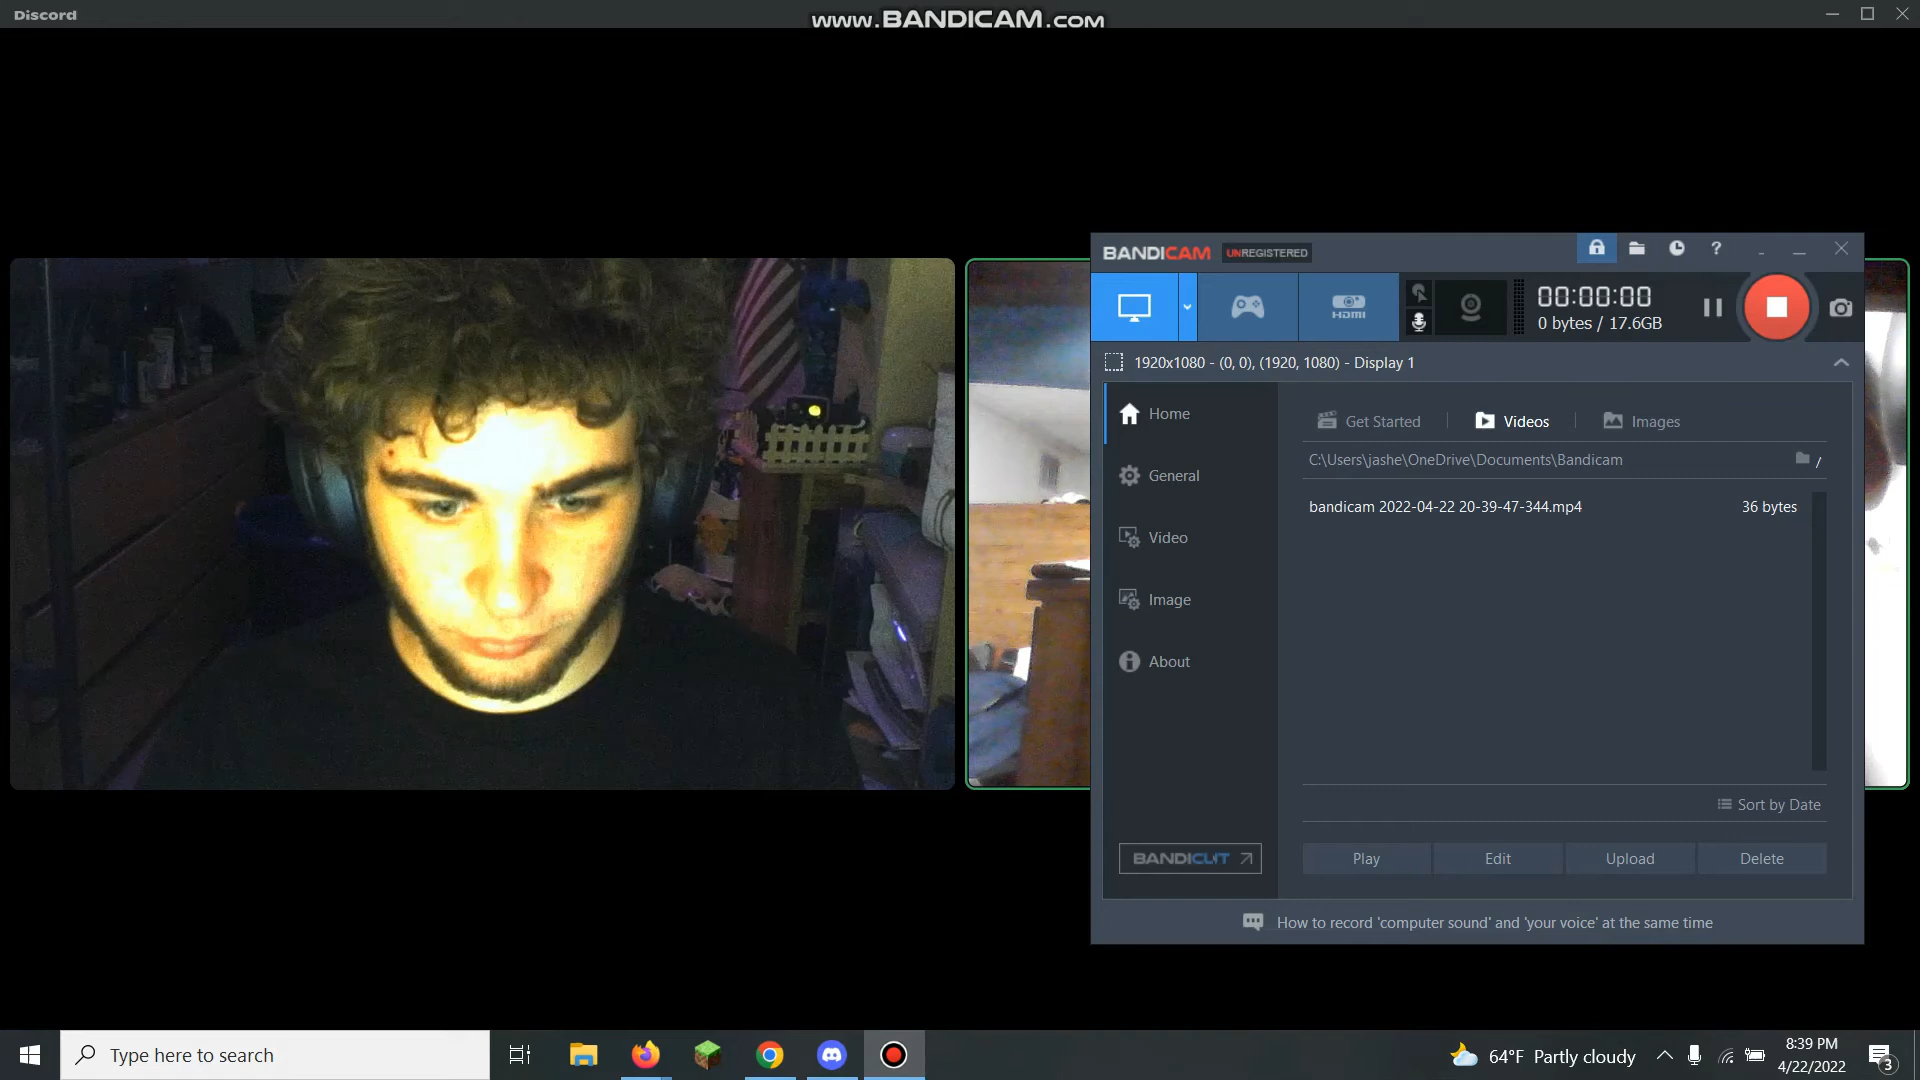 Discord
www.BANDICAM.com
BANDICAM UNREGISTERED
?
HDMI
00:00:00
0 bytes / 17.6GB
1920x1080 - (0, 0), (1920, 1080) - Display 1
Home
General
Video
Image
About
Get Started
Videos
Images
C:\Users\jashe\OneDrive\Documents\Bandicam
/
bandicam 2022-04-22 20-39-47-344.mp4
36 bytes
Sort by Date
BANDICUT
Play
Edit
Upload
Delete
How to record 'computer sound' and 'your voice' at the same time
Type here to search
64°F Partly cloudy
8:39 PM
4/22/2022
3